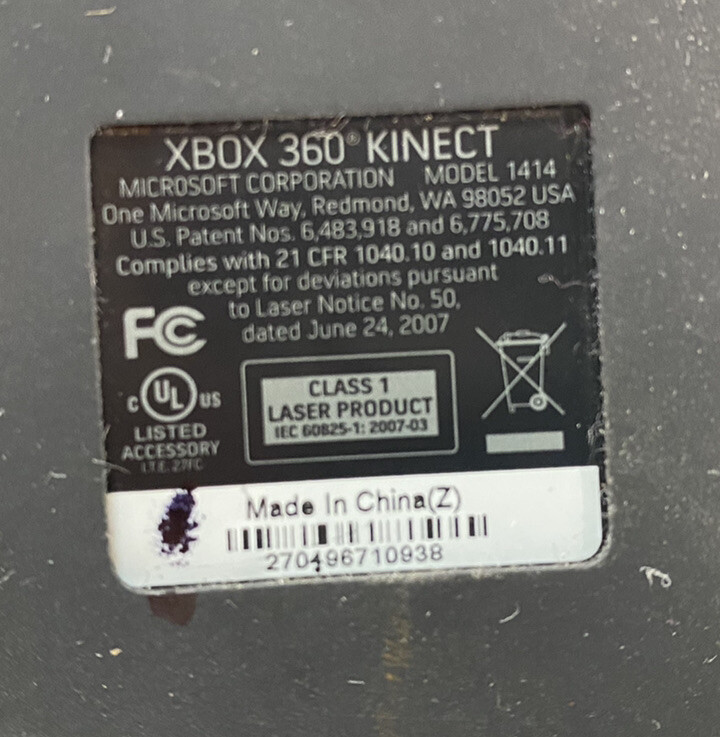 XBOX 360® KINECT
MICROSOFT CORPORATION MODEL 1414
One Microsoft Way, Redmond, WA 98052 USA
U.S. Patent Nos. 6,483,918 and 6,775,708
Complies with 21 CFR 1040.10 and 1040.11
except for deviations pursuant
to Laser Notice No. 50,
dated June 24, 2007
FC
C UL US
LISTED
ACCESSORY
I.T.E. 27FC
CLASS 1
LASER PRODUCT
IEC 60825-1: 2007-03
Made In China(Z)
270496710938